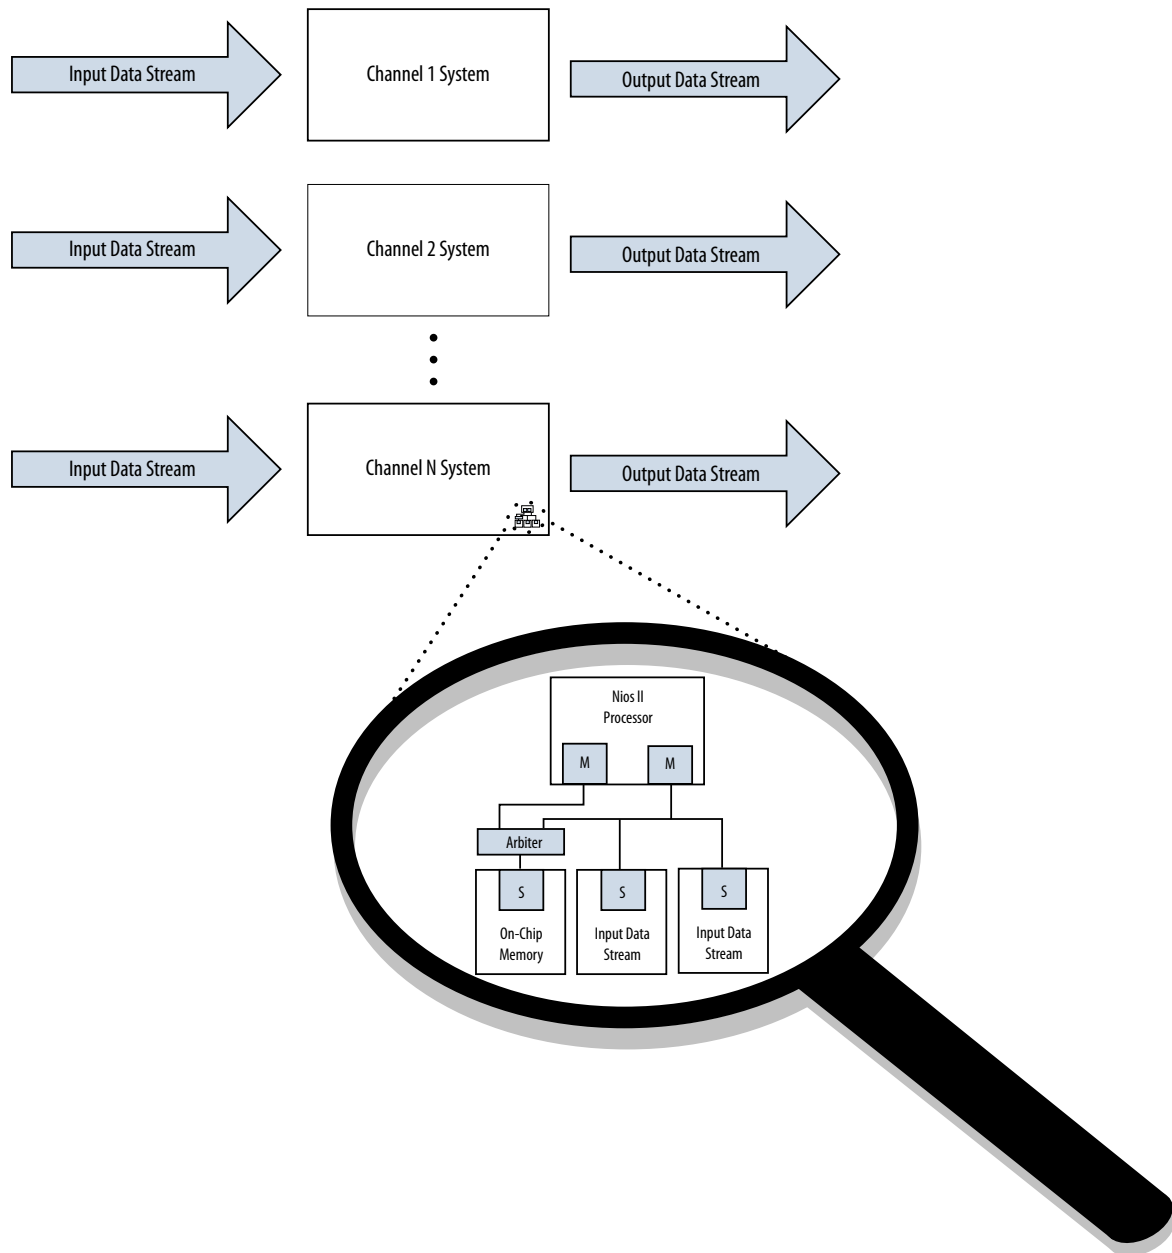 Input Data Stream
Channel 1 System
Output Data Stream
Input Data Stream
Channel 2 System
Output Data Stream
Input Data Stream
Channel N System
Output Data Stream
Nios II
Processor
M
M
Arbiter
S
S
S
On-Chip
Memory
Input Data
Stream
Input Data
Stream